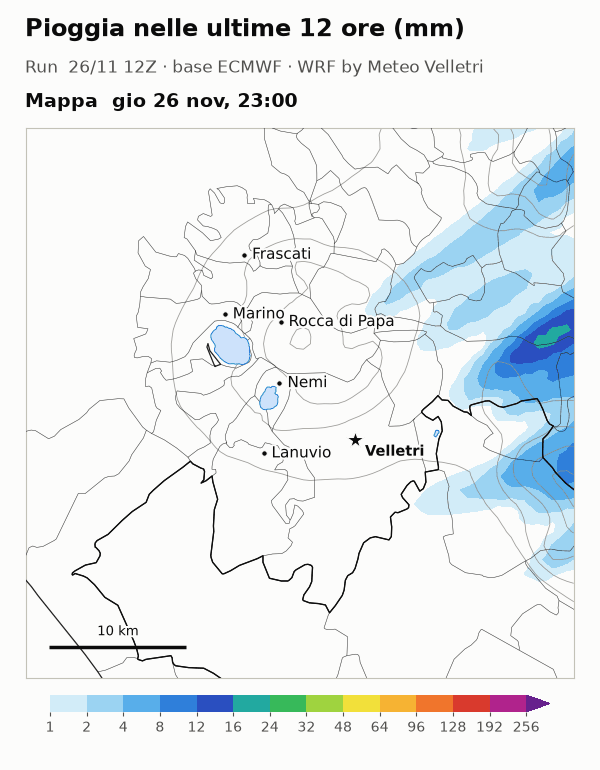 Pioggia nelle ultime 12 ore (mm)
Run  26/11 12Z · base ECMWF · WRF by Meteo Velletri
Mappa  gio 26 nov, 23:00
Frascati
Marino
Rocca di Papa
Nemi
Velletri
Lanuvio
10 km
1 2 4 8 12 16 24 32 48 64 96 128 192 256